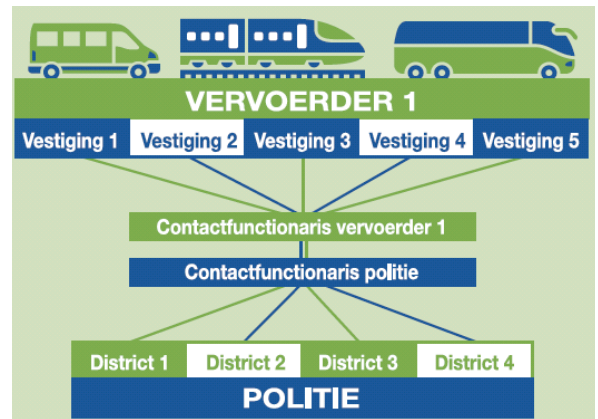 VERVOERDER 1
Vestiging 1 Vestiging 2 Vestiging 3 Vestiging 4 Vestiging 5
Contactfunctionaris vervoerder 1
Contactfunctionaris politie
District 1 District 2 District 3 District 4
POLITIE